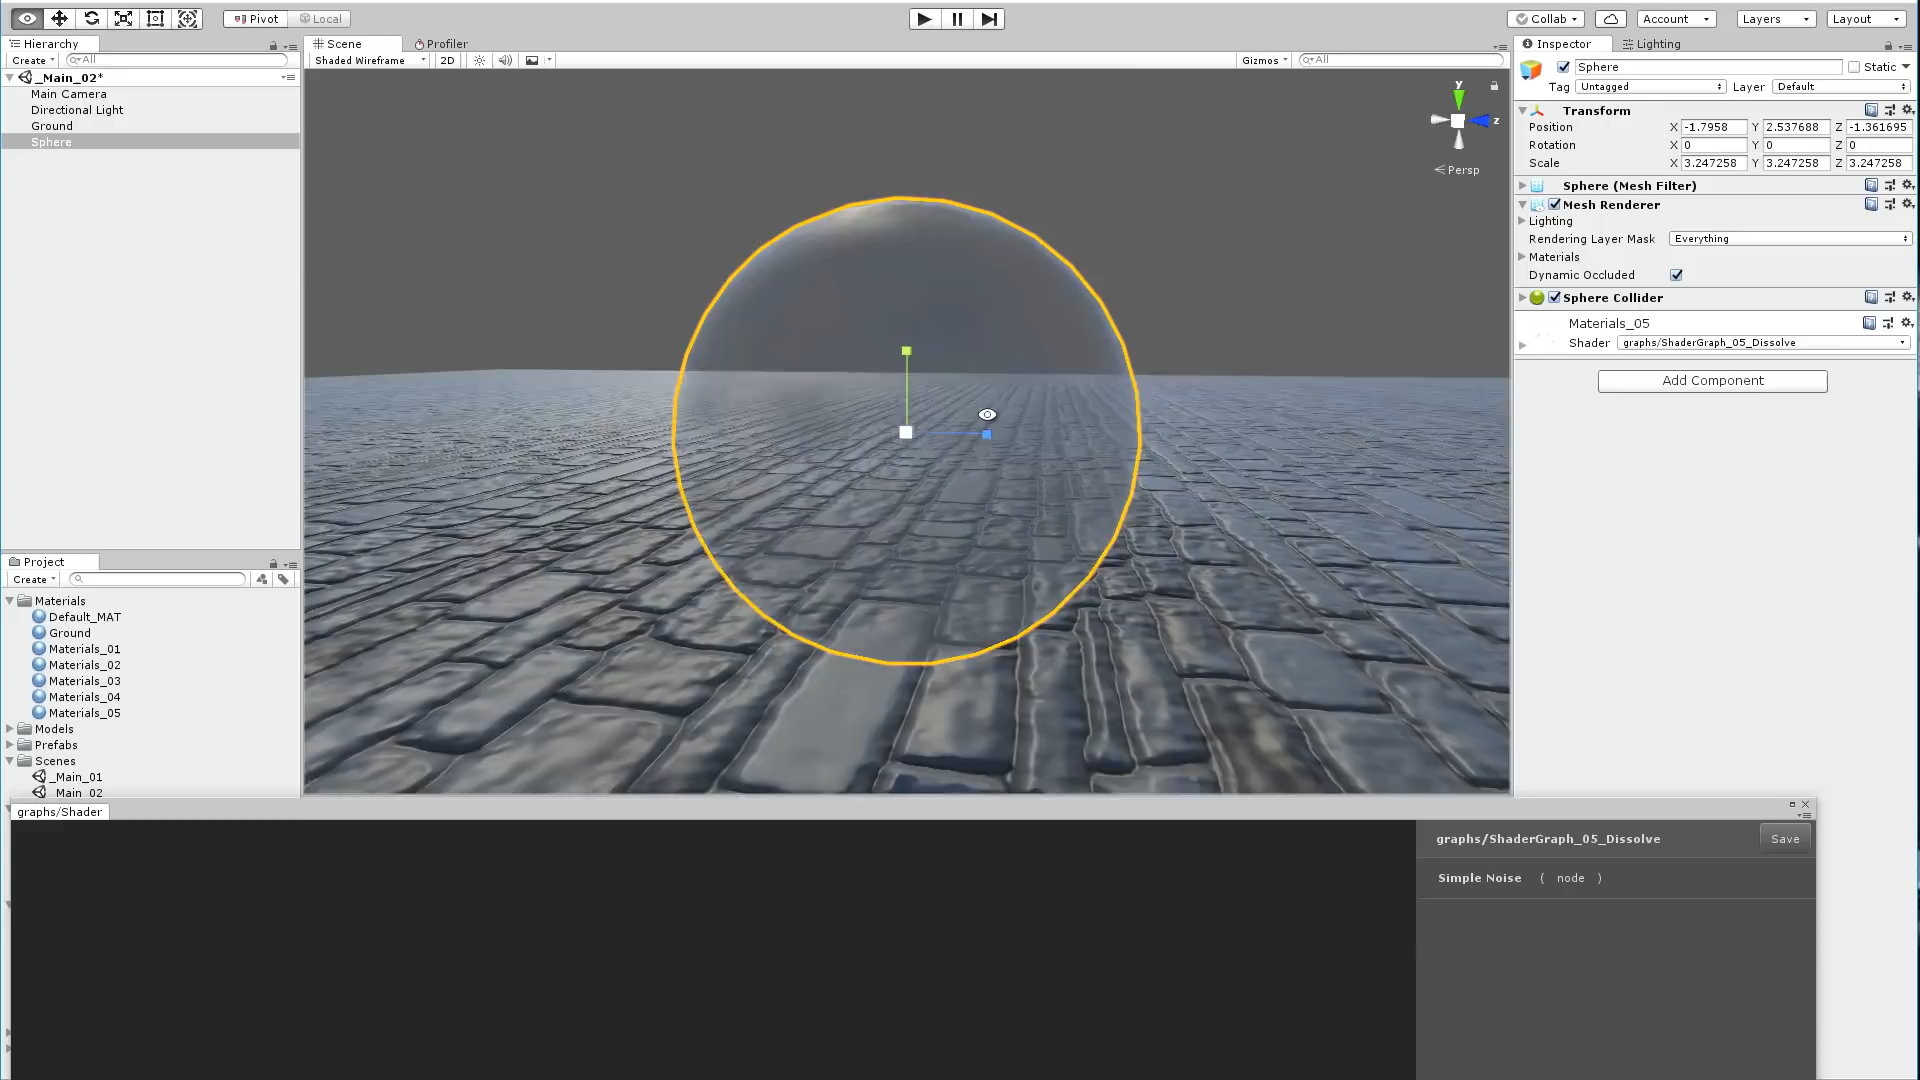 Pivot Local Collab Account Layers Layout
Hierarchy
Create All
_Main_02*
Main Camera
Directional Light
Ground
Sphere
Scene Profiler
Shaded Wireframe 2D Gizmos All
y
z
Persp
Inspector Lighting
Sphere Static
Tag Untagged Layer Default
Transform
Position X -1.7958 Y 2.537688 Z -1.361695
Rotation X 0 Y 0 Z 0
Scale X 3.247258 Y 3.247258 Z 3.247258
Sphere (Mesh Filter)
Mesh Renderer
Lighting
Rendering Layer Mask Everything
Materials
Dynamic Occluded
Sphere Collider
Materials_05
Shader graphs/ShaderGraph_05_Dissolve
Add Component
Project
Create
Materials
Default_MAT
Ground
Materials_01
Materials_02
Materials_03
Materials_04
Materials_05
Models
Prefabs
Scenes
_Main_01
_Main_02
graphs/Shader
graphs/ShaderGraph_05_Dissolve Save
Simple Noise ( node )